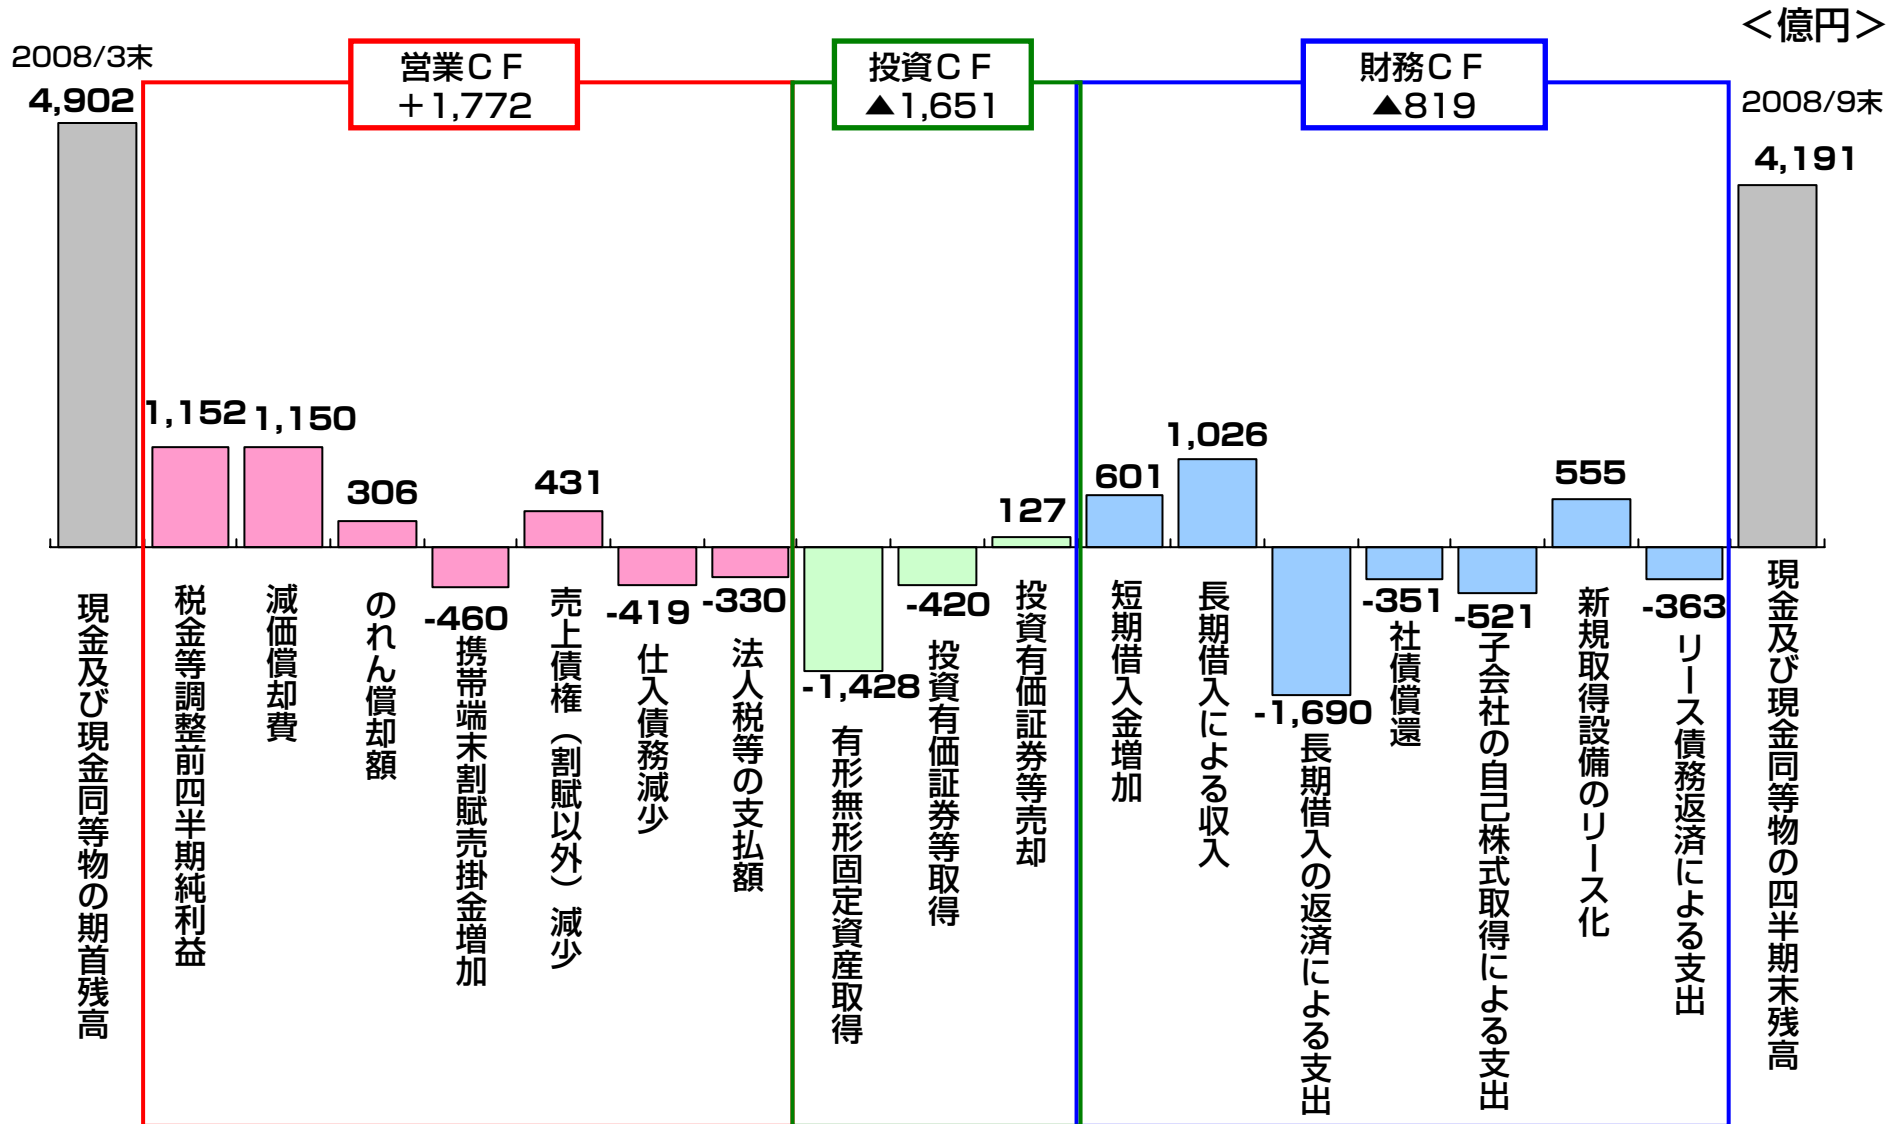 ＜億円＞
2008/3末
4,902
営業ＣＦ
＋1,772
投資ＣＦ
▲1,651
財務ＣＦ
▲819
2008/9末
4,191
1,152
1,150
306
-460
431
-419
-330
-1,428
-420
127
601
1,026
-1,690
-351
-521
555
-363
現金及び現金同等物の期首残高
税金等調整前四半期純利益
減価償却費
のれん償却額
携帯端末割賦売掛金増加
売上債権（割賦以外）減少
仕入債務減少
法人税等の支払額
有形無形固定資産取得
投資有価証券等取得
投資有価証券等売却
短期借入金増加
長期借入による収入
長期借入の返済による支出
社債償還
子会社の自己株式取得による支出
新規取得設備のリース化
リース債務返済による支出
現金及び現金同等物の四半期末残高